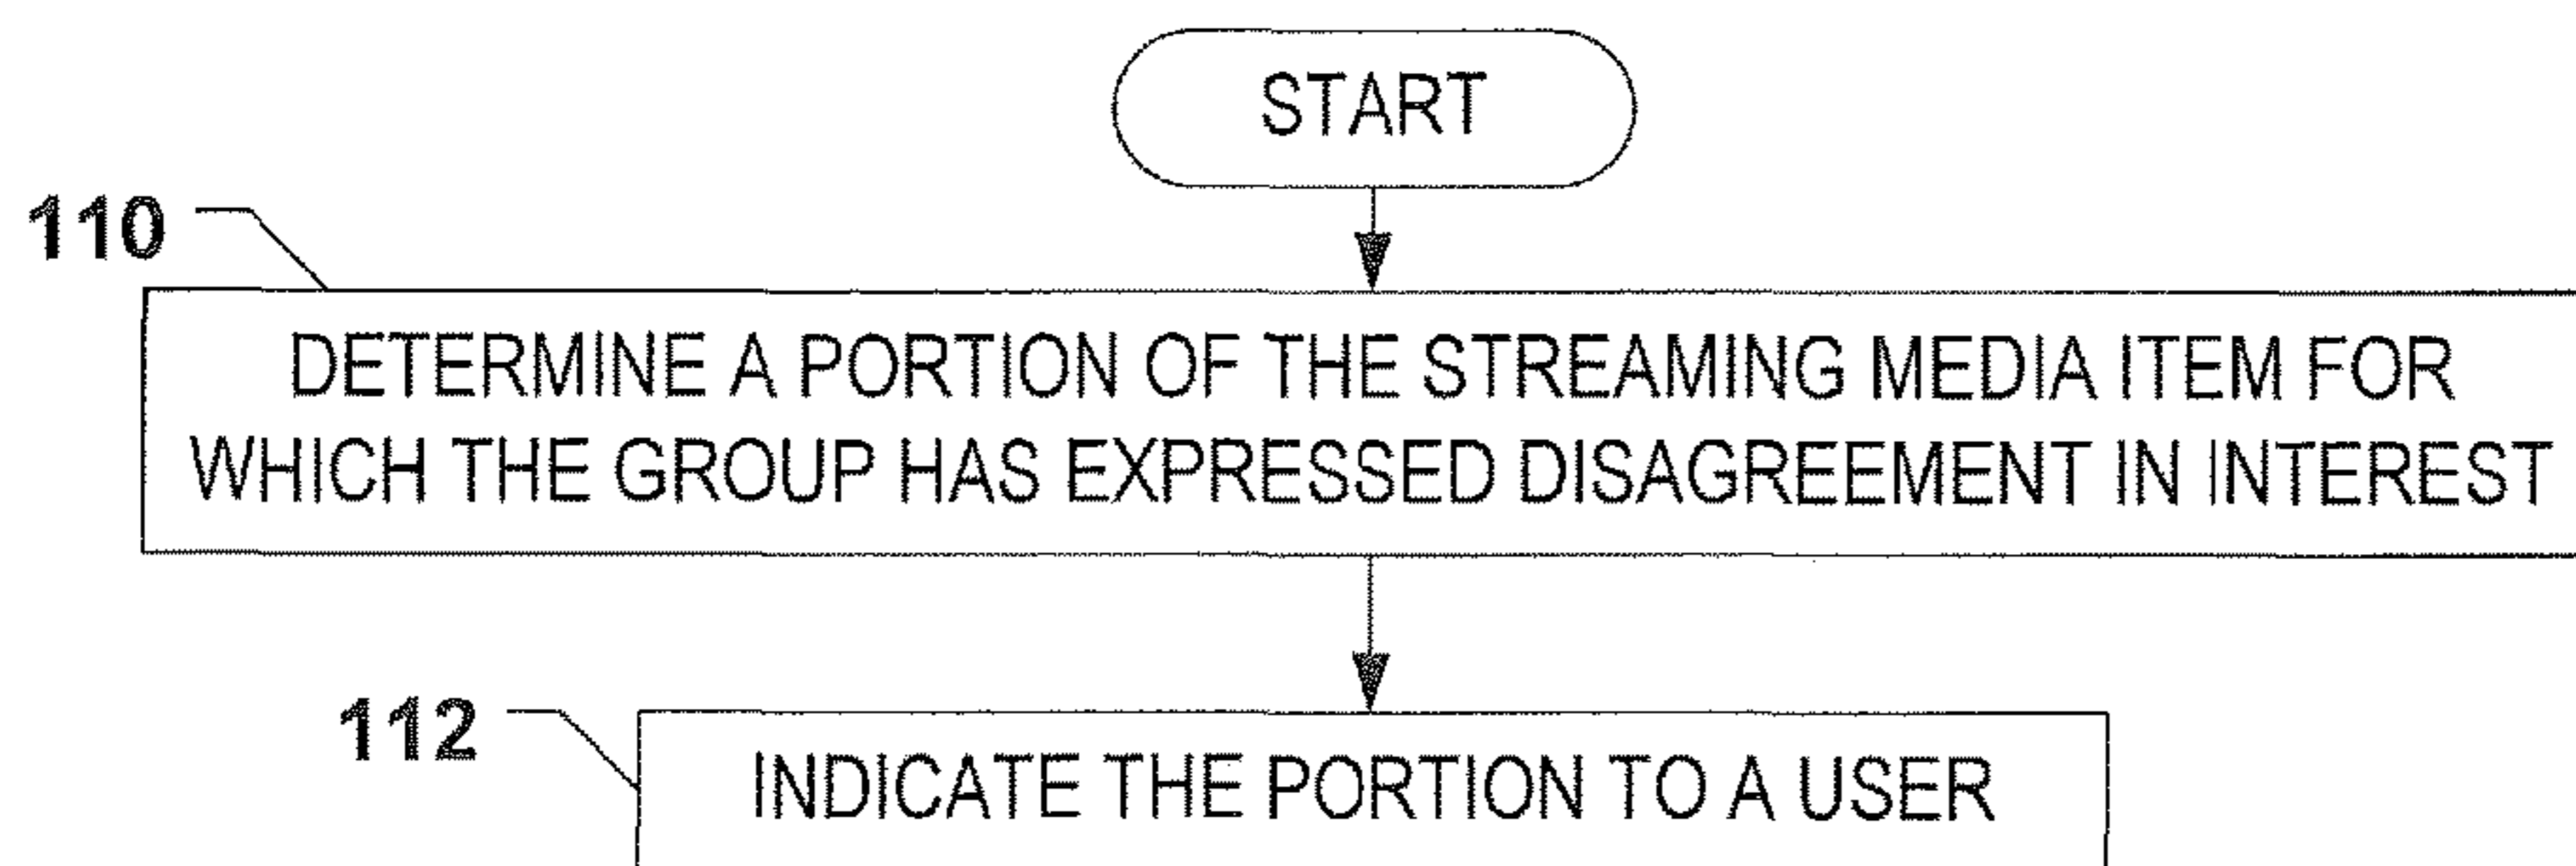 START
110
DETERMINE A PORTION OF THE STREAMING MEDIA ITEM FOR
WHICH THE GROUP HAS EXPRESSED DISAGREEMENT IN INTEREST
112
INDICATE THE PORTION TO A USER